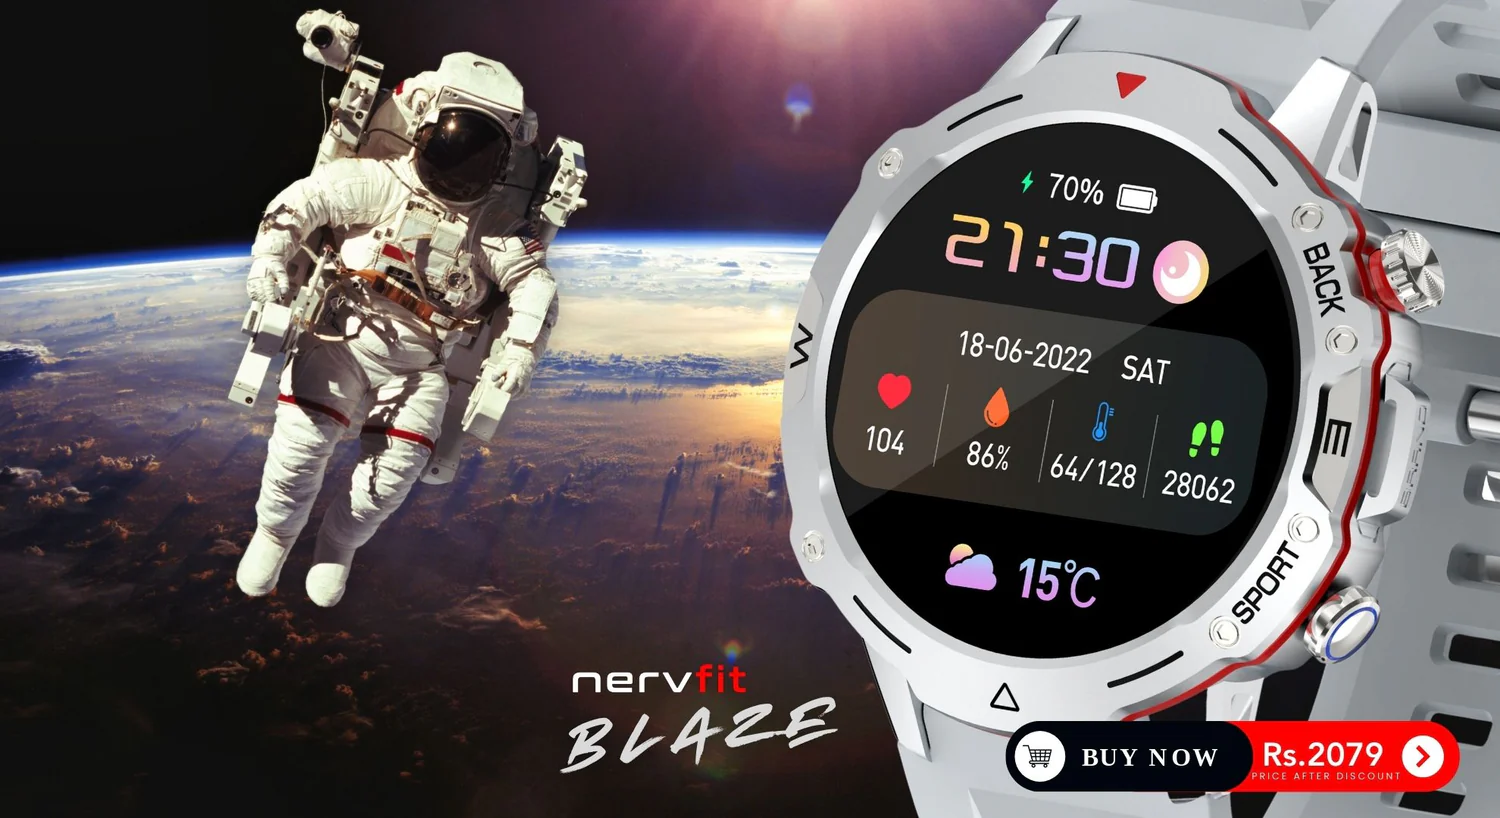 70%
21:30
18-06-2022 SAT
104
86%
64/128
28062
15°C
W
BACK
E
SPORT
nervfit
BLAZE
BUY NOW
Rs.2079
PRICE AFTER DISCOUNT